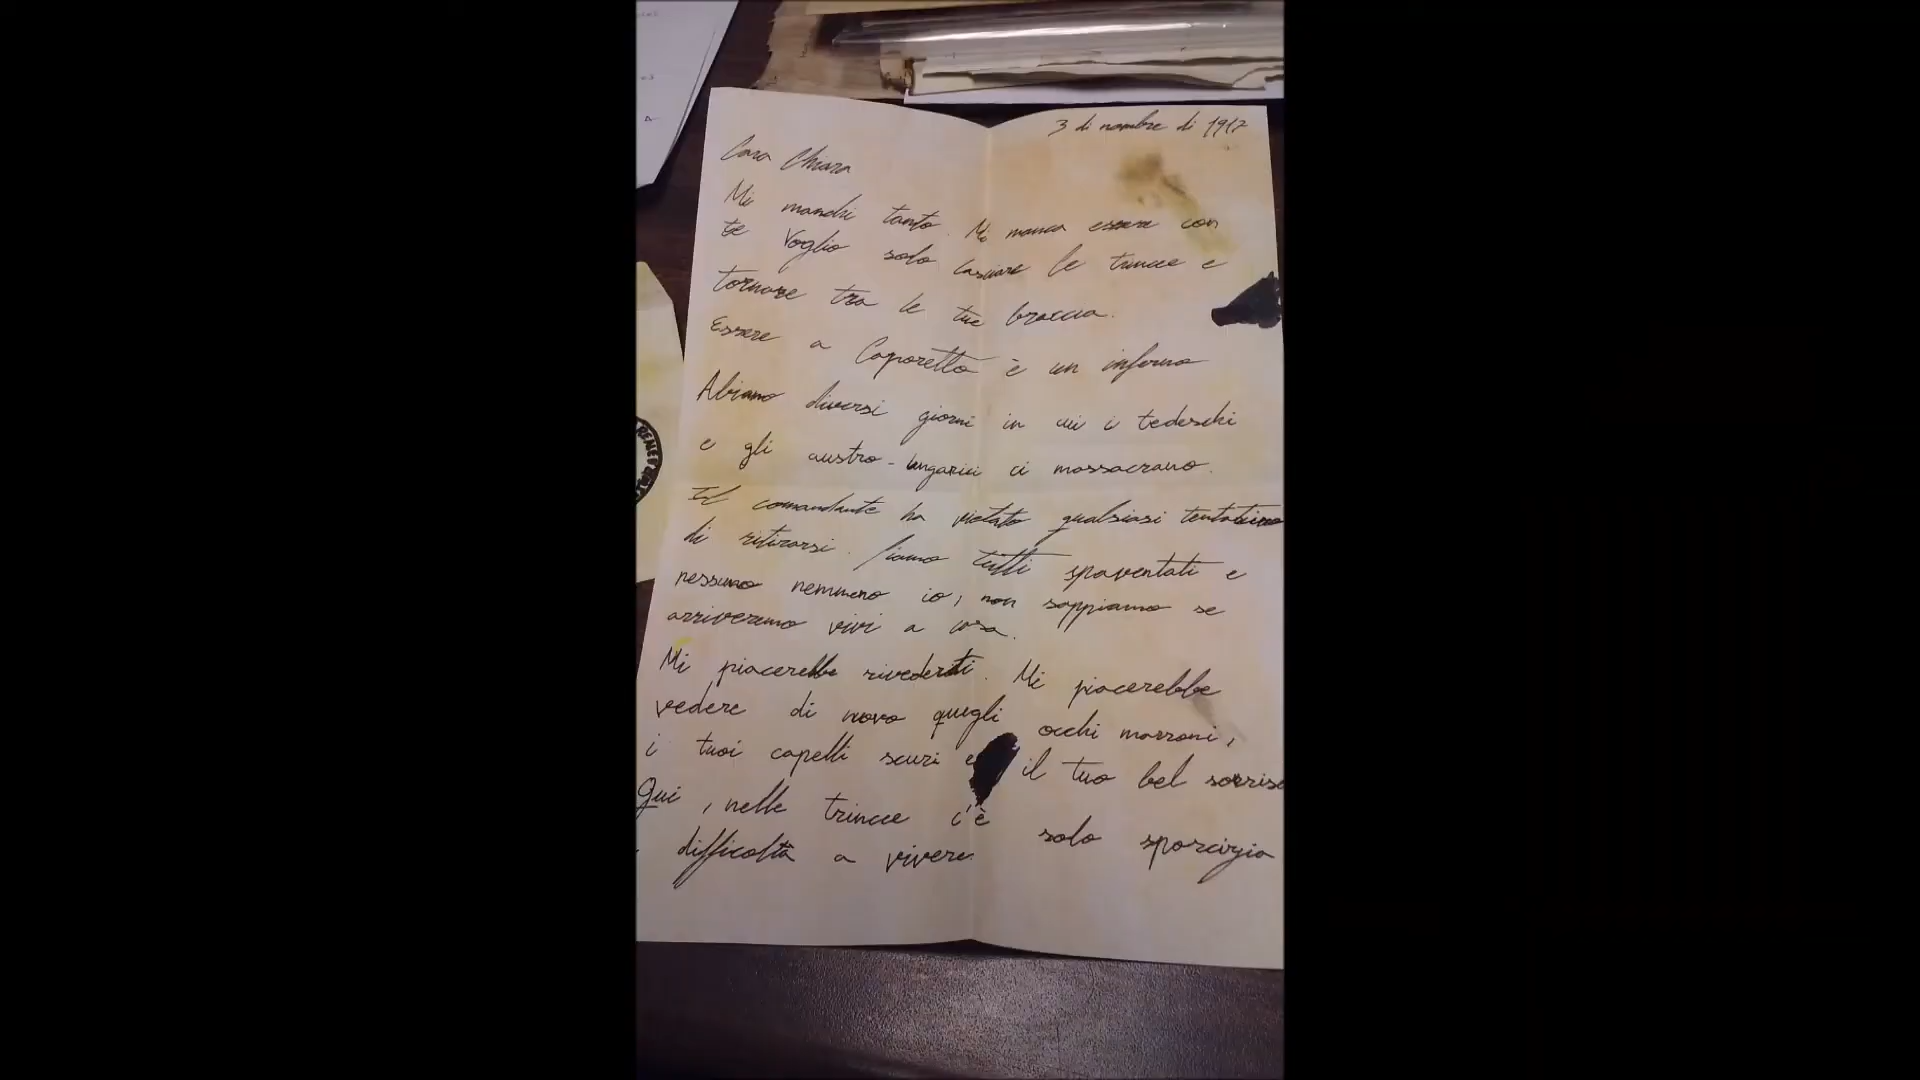 3 di nombre di 1917
Cara Chiara
Mi manchi tanto. Mi manca essere con
te Voglio solo lasciare le trincee e
tornare tra le tue braccia.
Essere a Caporetto è un inferno
Abiamo diversi giorni in cui i tedeschi
e gli austro-ungarici ci massacrano.
Il comandante ha vietato qualsiasi tentativo
di ritirarsi. Siamo tutti spaventati e
nessuno nemmeno io, non sappiamo se
arriveremo vivi a casa.
Mi piacerebbe rivederti. Mi piacerebbe
vedere di nuovo quegli occhi marroni,
i tuoi capelli scuri e il tuo bel sorriso
Qui, nelle trincee c'è solo sporcizia
difficoltà a vivere